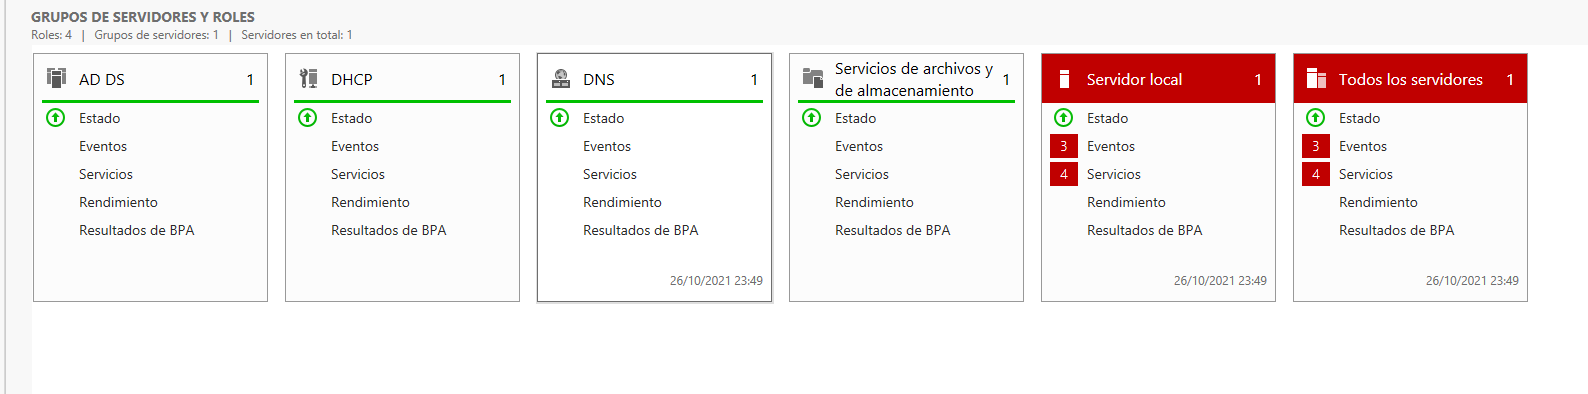 GRUPOS DE SERVIDORES Y ROLES
Roles: 4 | Grupos de servidores: 1 | Servidores en total: 1
AD DS 1
Estado
Eventos
Servicios
Rendimiento
Resultados de BPA
DHCP 1
Estado
Eventos
Servicios
Rendimiento
Resultados de BPA
DNS 1
Estado
Eventos
Servicios
Rendimiento
Resultados de BPA
26/10/2021 23:49
Servicios de archivos y
de almacenamiento 1
Estado
Eventos
Servicios
Rendimiento
Resultados de BPA
Servidor local 1
Estado
3 Eventos
4 Servicios
Rendimiento
Resultados de BPA
26/10/2021 23:49
Todos los servidores 1
Estado
3 Eventos
4 Servicios
Rendimiento
Resultados de BPA
26/10/2021 23:49